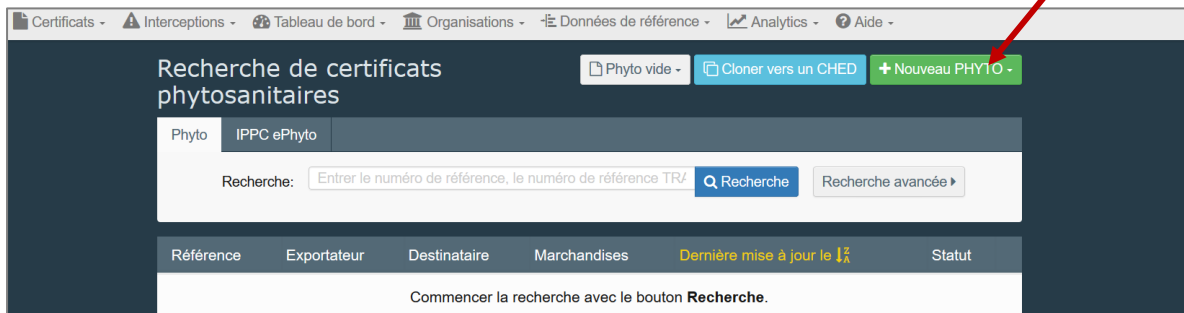 Certificats Interceptions Tableau de bord Organisations Données de référence Analytics Aide
Recherche de certificats phytosanitaires
Phyto vide Cloner vers un CHED + Nouveau PHYTO
Phyto IPPC ePhyto
Recherche: Entrer le numéro de référence, le numéro de référence Recherche Recherche avancée
Référence Exportateur Destinataire Marchandises Dernière mise à jour le Statut
Commencer la recherche avec le bouton Recherche.